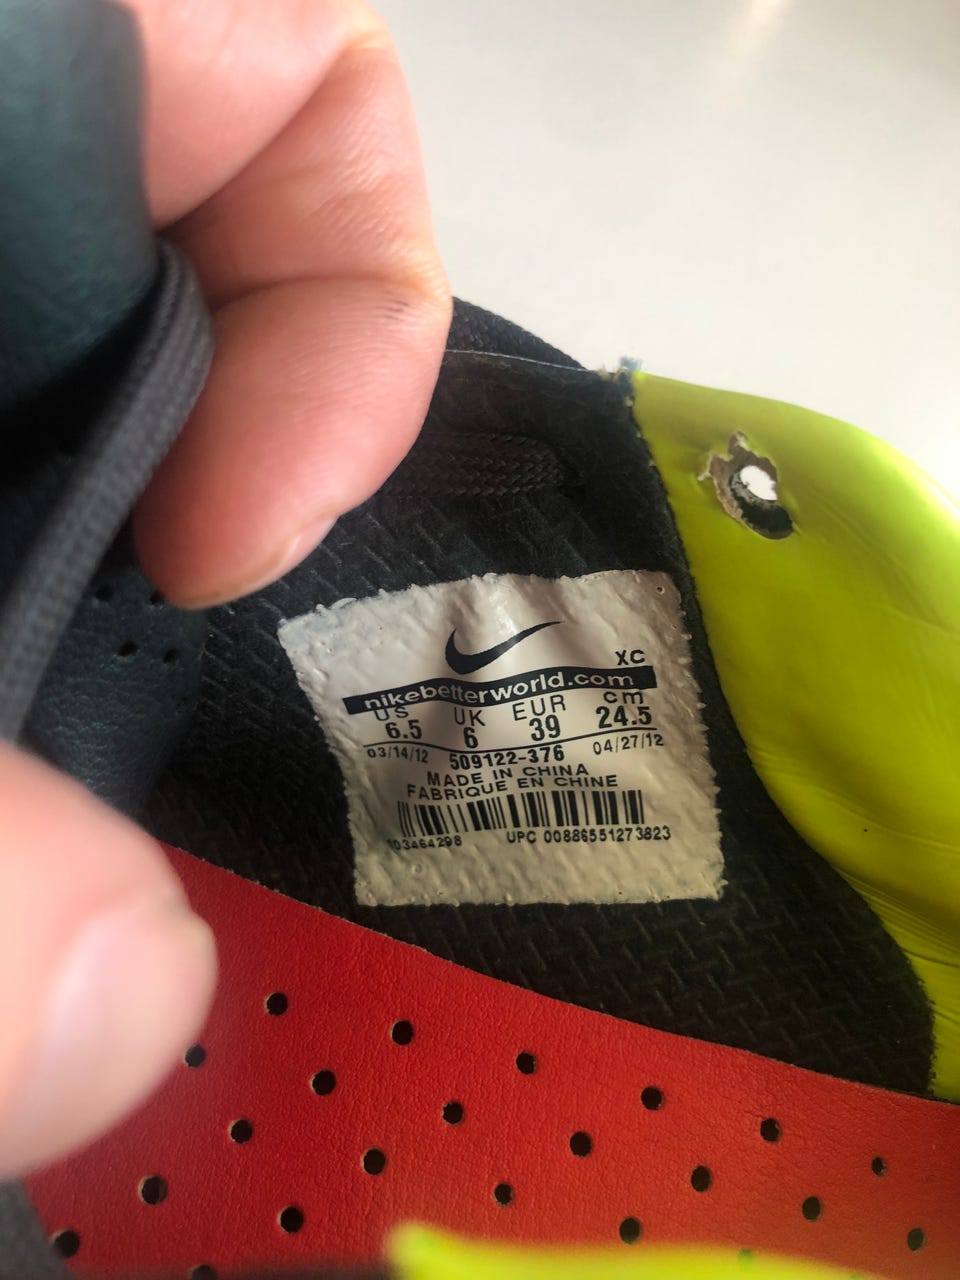 XC
nikebetterworld.com
US UK EUR cm
6.5 6 39 24.5
03/14/12 509122-376 04/27/12
MADE IN CHINA
FABRIQUE EN CHINE
103464298 UPC 00886551273823